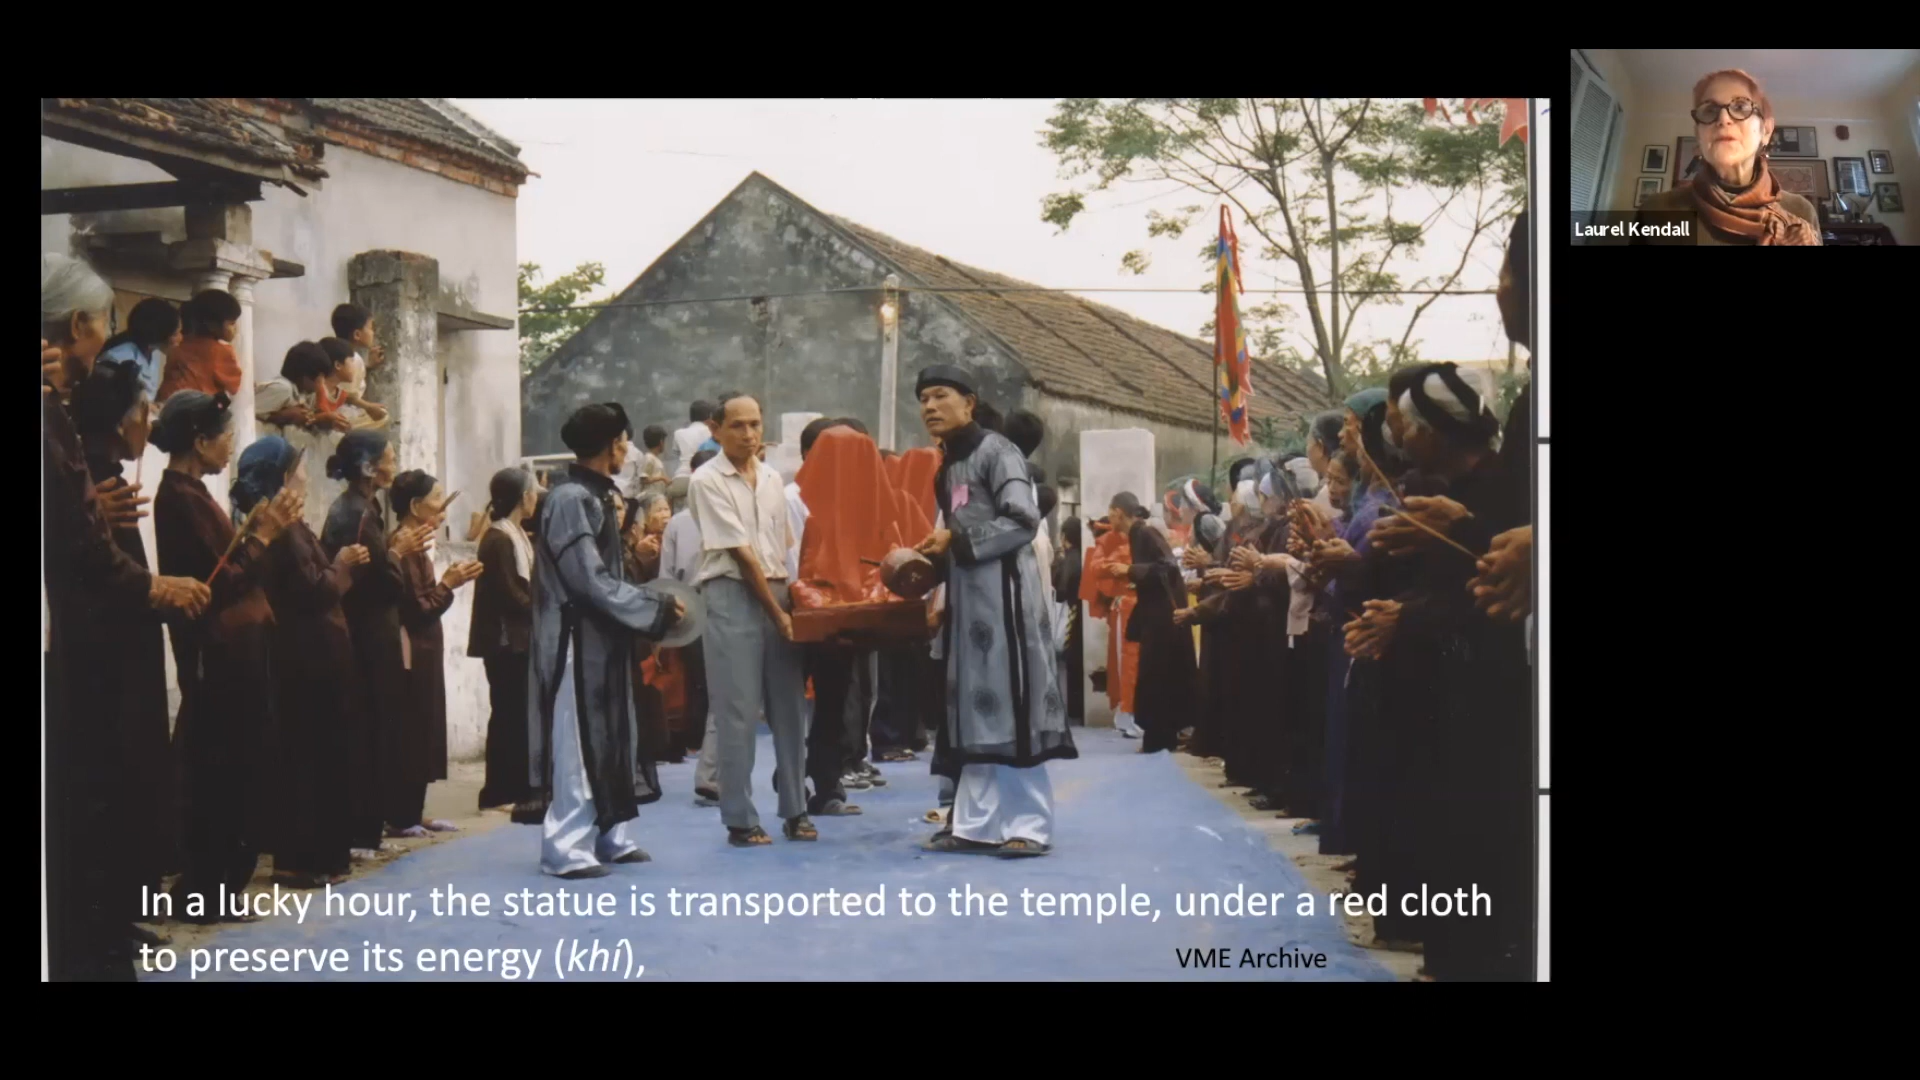 Laurel Kendall
In a lucky hour, the statue is transported to the temple, under a red cloth
to preserve its energy (khí),
VME Archive